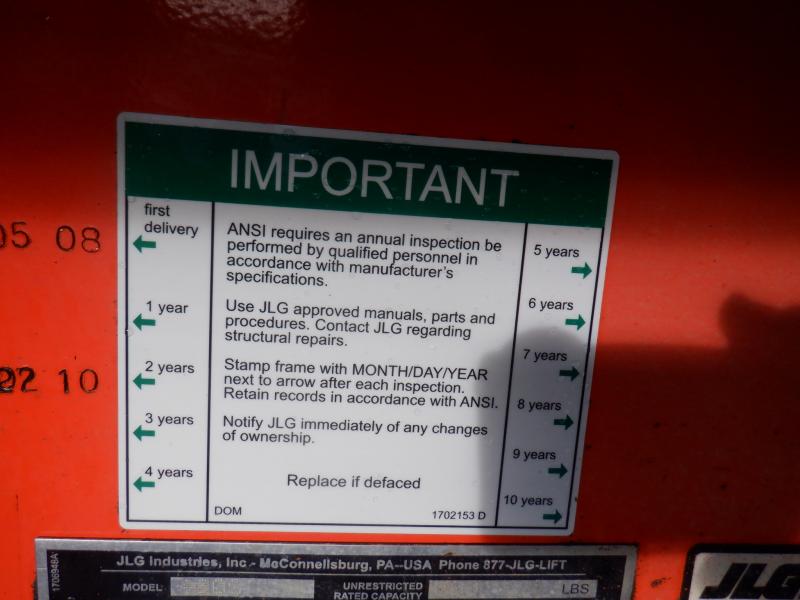 IMPORTANT
first
delivery
05 08
1 year
2 years
10
3 years
4 years
ANSI requires an annual inspection be
performed by qualified personnel in
accordance with manufacturer's
specifications.
Use JLG approved manuals, parts and
procedures. Contact JLG regarding
structural repairs.
Stamp frame with MONTH/DAY/YEAR
next to arrow after each inspection.
Retain records in accordance with ANSI.
Notify JLG immediately of any changes
of ownership.
Replace if defaced
DOM
1702153 D
5 years
6 years
7 years
8 years
9 years
10 years
1706948A
JLG Industries, Inc.- McConnellsburg, PA--USA Phone 877-JLG-LIFT
MODEL
UNRESTRICTED
RATED CAPACITY
LBS
JLG